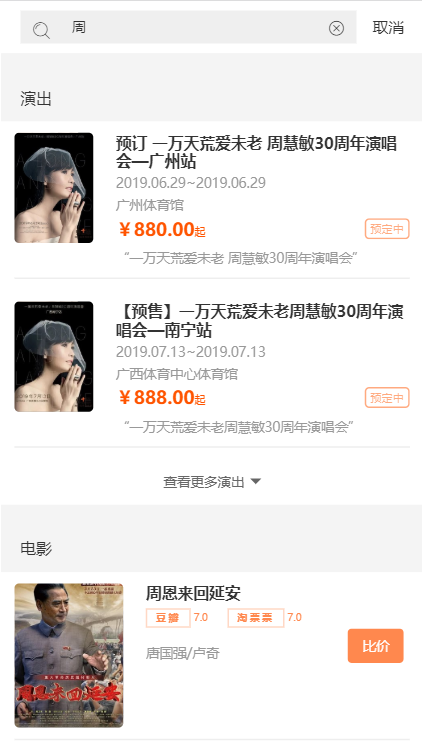 周
取消
演出
预订 一万天荒爱未老 周慧敏30周年演唱
会—广州站
2019.06.29~2019.06.29
广州体育馆
￥880.00起
预定中
“一万天荒爱未老 周慧敏30周年演唱会”
【预售】一万天荒爱未老周慧敏30周年演
唱会—南宁站
2019.07.13~2019.07.13
广西体育中心体育馆
￥888.00起
预定中
“一万天荒爱未老周慧敏30周年演唱会”
查看更多演出
电影
周恩来回延安
豆瓣 7.0 淘票票 7.0
唐国强/卢奇
比价
周恩来回延安